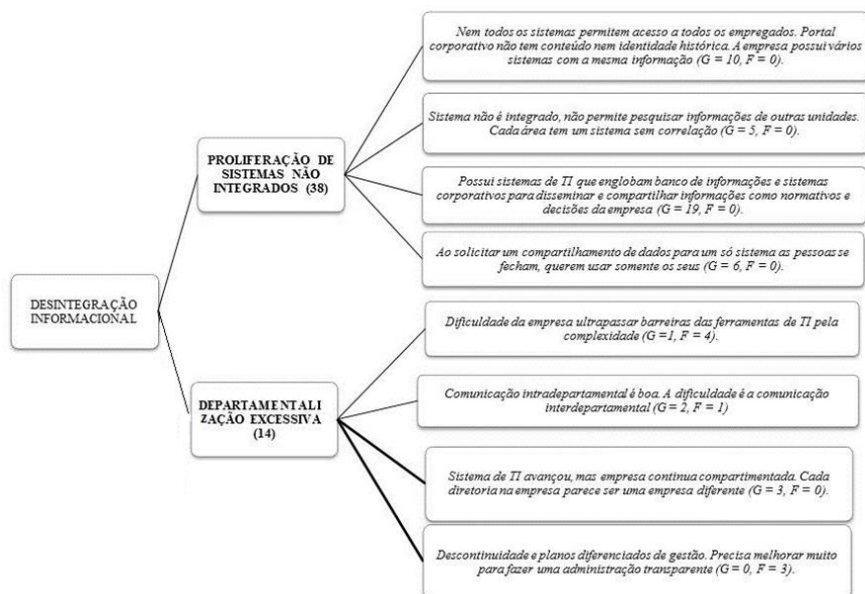 Nem todos os sistemas permitem acesso a todos os empregados. Portal
corporativo não tem conteúdo nem identidade histórica. A empresa possui vários
sistemas com a mesma informação (G = 10, F = 0).
Sistema não é integrado, não permite pesquisar informações de outras unidades.
Cada área tem um sistema sem correlação (G = 5, F = 0).
PROLIFERAÇÃO DE
SISTEMAS NÃO
INTEGRADOS (38)
Possui sistemas de TI que englobam banco de informações e sistemas
corporativos para disseminar e compartilhar informações como normativos e
decisões da empresa (G = 19, F = 0).
Ao solicitar um compartilhamento de dados para um só sistema as pessoas se
fecham, querem usar somente os seus (G = 6, F = 0).
DESINTEGRAÇÃO
INFORMACIONAL
Dificuldade da empresa ultrapassar barreiras das ferramentas de TI pela
complexidade (G =1, F = 4).
DEPARTAMENTALI
ZAÇÃO EXCESSIVA
(14)
Comunicação intradepartamental é boa. A dificuldade é a comunicação
interdepartamental (G = 2, F = 1)
Sistema de TI avançou, mas empresa continua compartimentada. Cada
diretoria na empresa parece ser uma empresa diferente (G = 3, F = 0).
Descontinuidade e planos diferenciados de gestão. Precisa melhorar muito
para fazer uma administração transparente (G = 0, F = 3).